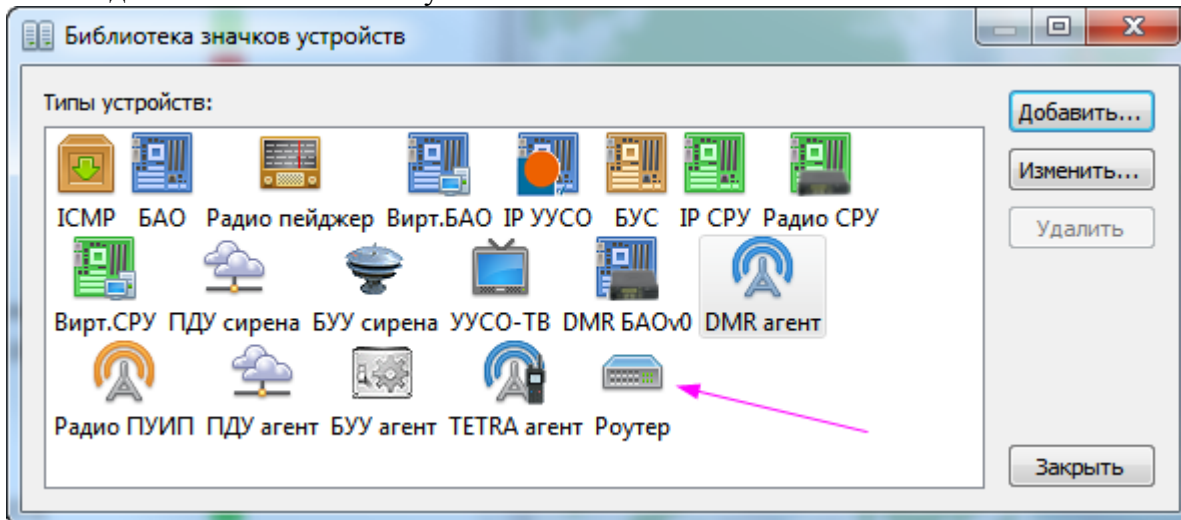 Библиотека значков устройств
Типы устройств:
Добавить...
Изменить...
Удалить
ICMP БАО Радио пейджер Вирт.БАО IP УУСО БУС IP СРУ Радио СРУ
Вирт.СРУ ПДУ сирена БУУ сирена УУСО-ТВ DMR БАОv0 DMR агент
Радио ПУИП ПДУ агент БУУ агент TETRA агент Роутер
Закрыть